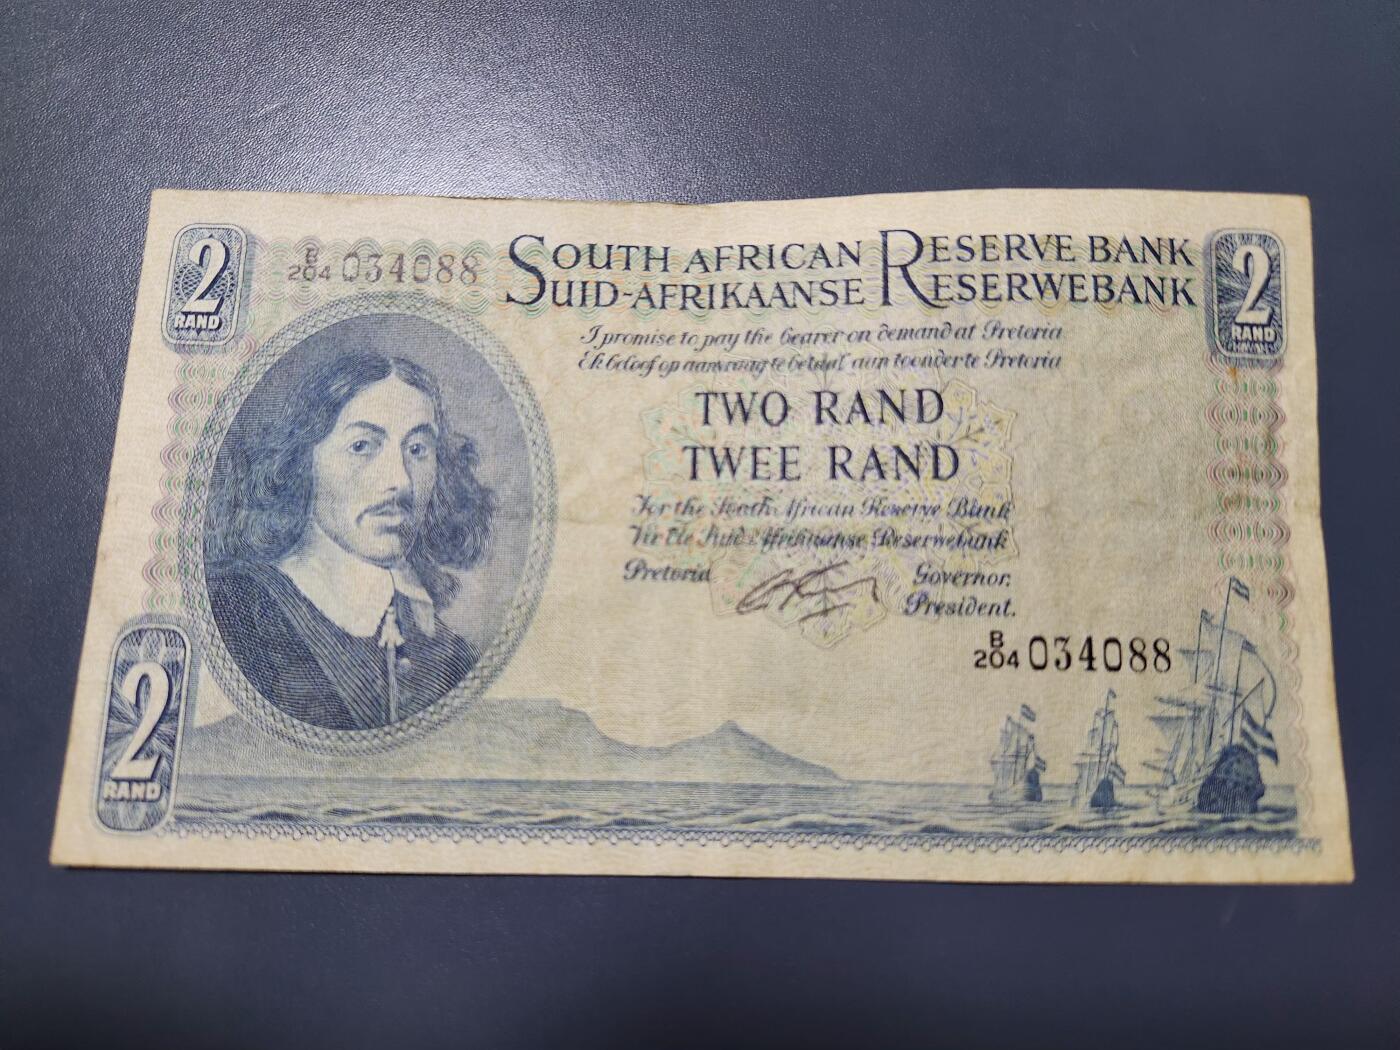 2
RAND
B
204 034088
SOUTH AFRICAN RESERVE BANK
SUID-AFRIKAANSE RESERWEBANK
2
RAND
I promise to pay the bearer on demand at Pretoria
Ek beloof op aanvraag te betaal aan toonder te Pretoria
TWO RAND
TWEE RAND
For the South African Reserve Bank
Vir die Suid-Afrikaanse Reserwebank
Pretoria
Governor.
President.
B
204 034088
2
RAND